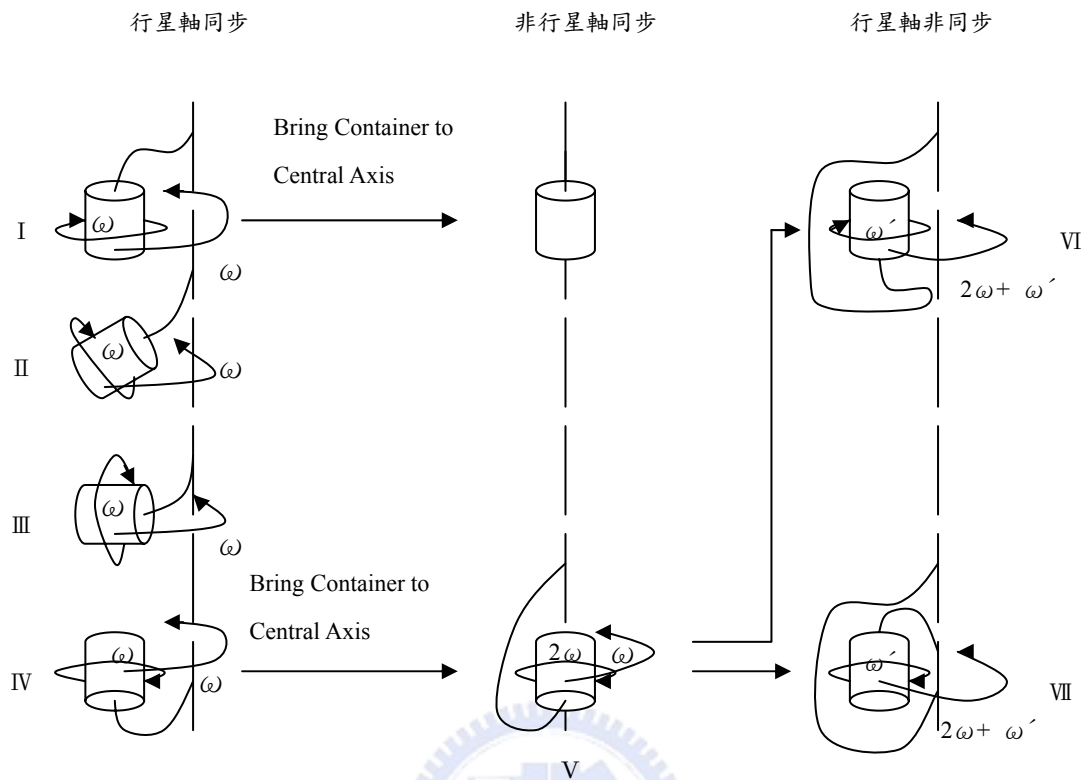 行星軸同步
非行星軸同步
行星軸非同步
Bring Container to
Central Axis
Ⅰ
ω
ω
ω´
Ⅵ
2ω+ ω´
Ⅱ
ω
ω
Ⅲ
ω
ω
Bring Container to
Central Axis
Ⅳ
ω
ω
2ω
ω
Ⅴ
ω´
Ⅶ
2ω+ ω´